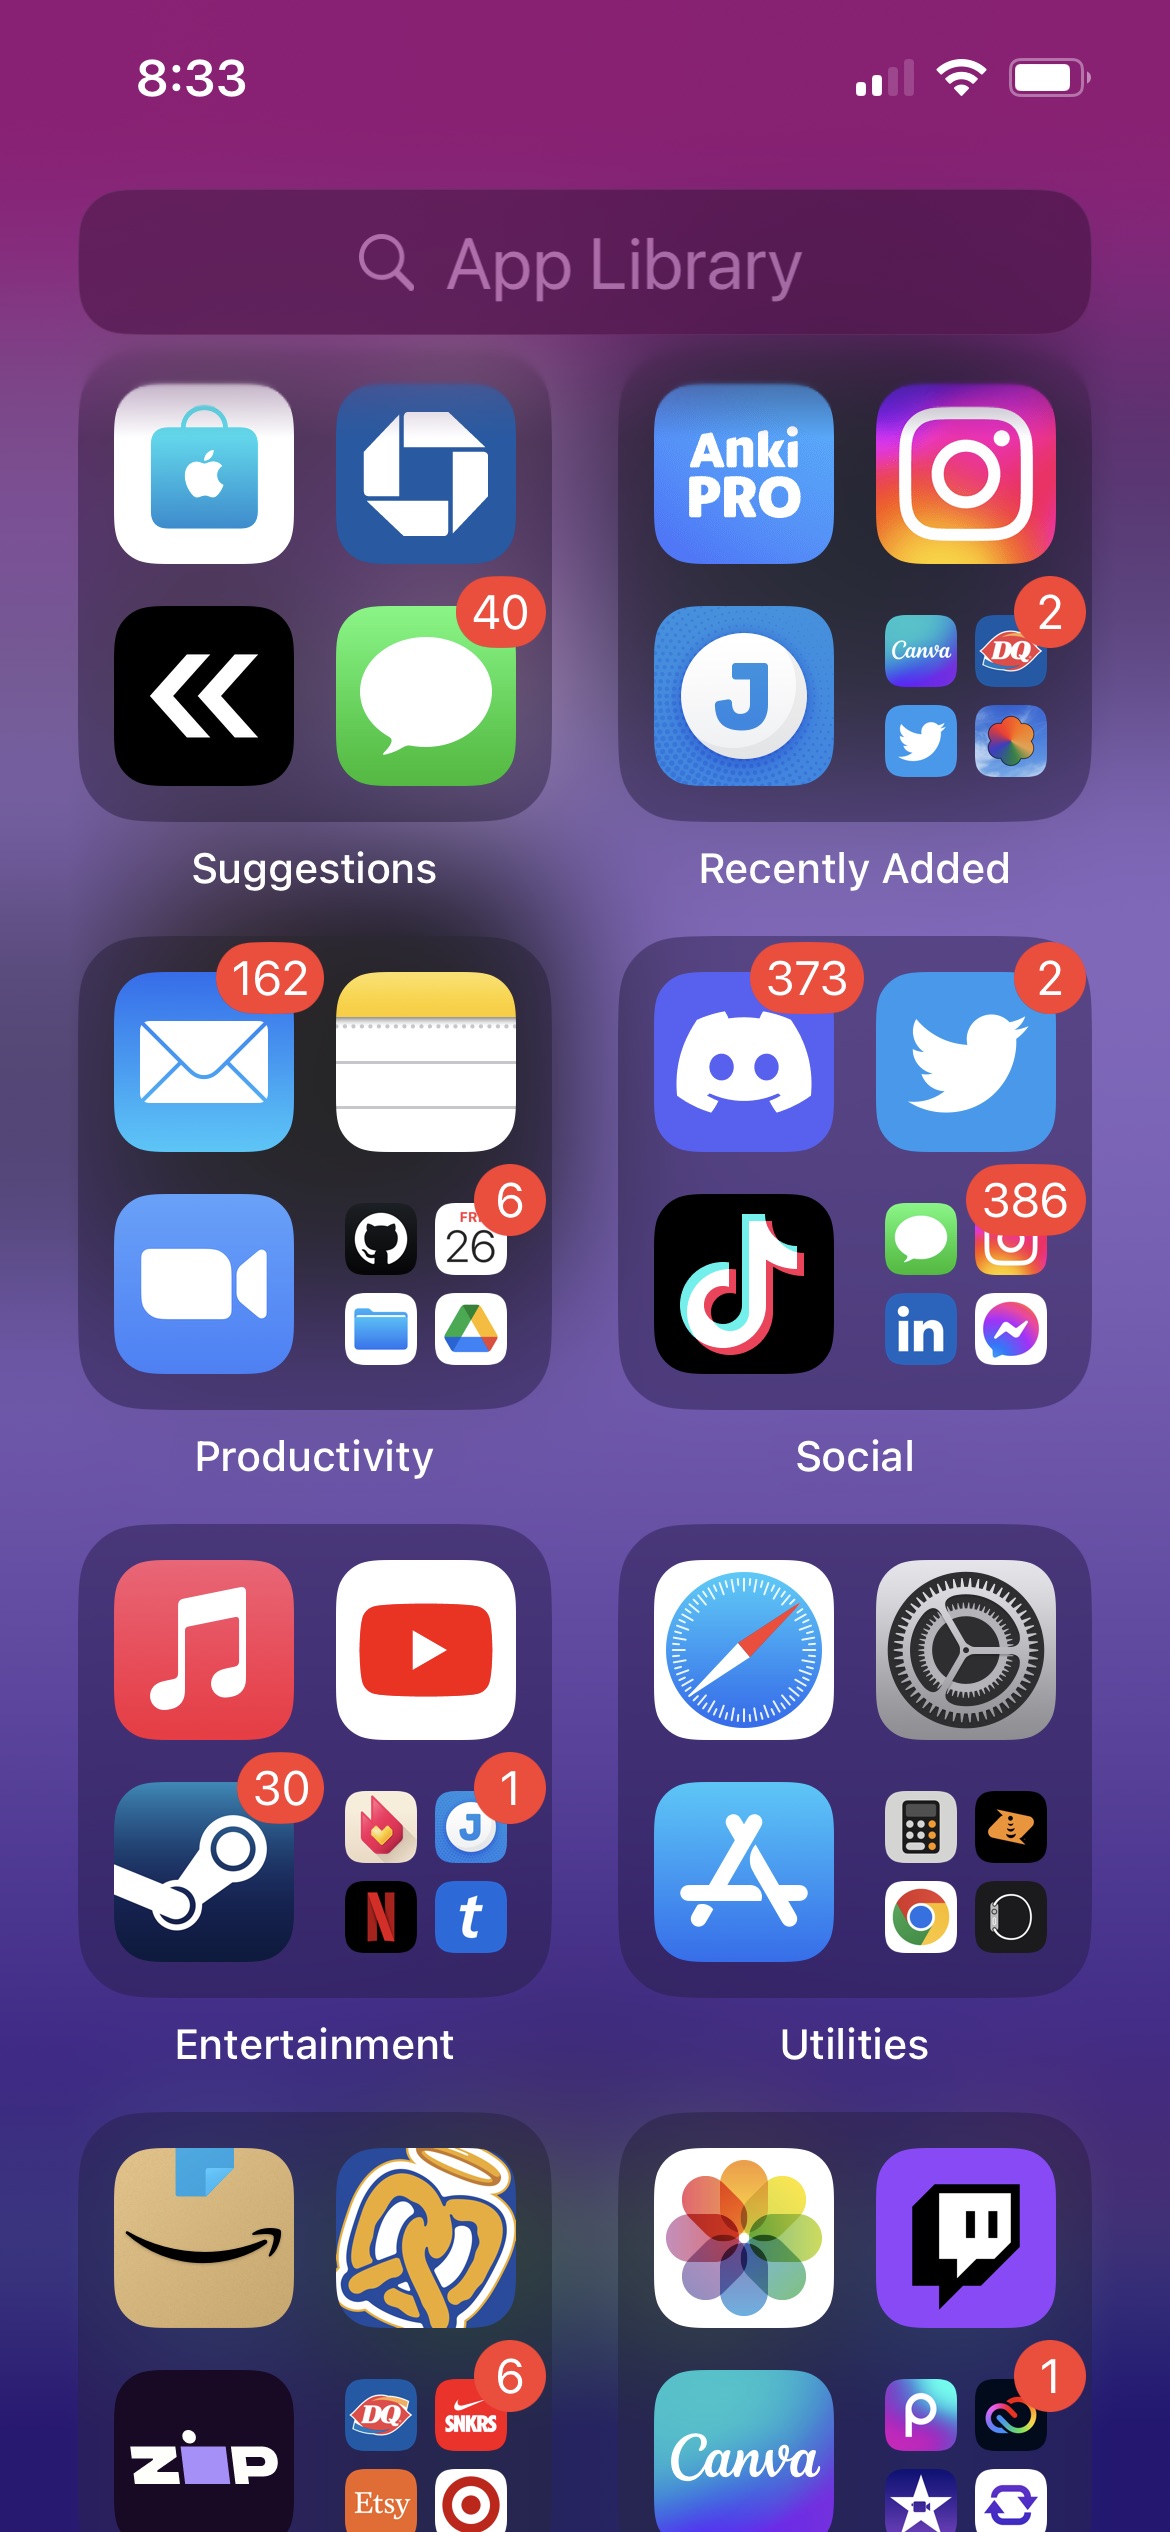 8:33
App Library
Anki
PRO
40
J
Canva
DQ
2
Suggestions
Recently Added
162
373
2
FRI
26
6
386
in
Productivity
Social
30
J
1
N
t
Entertainment
Utilities
ZIP
DQ
SNKRS
6
Etsy
Canva
P
1